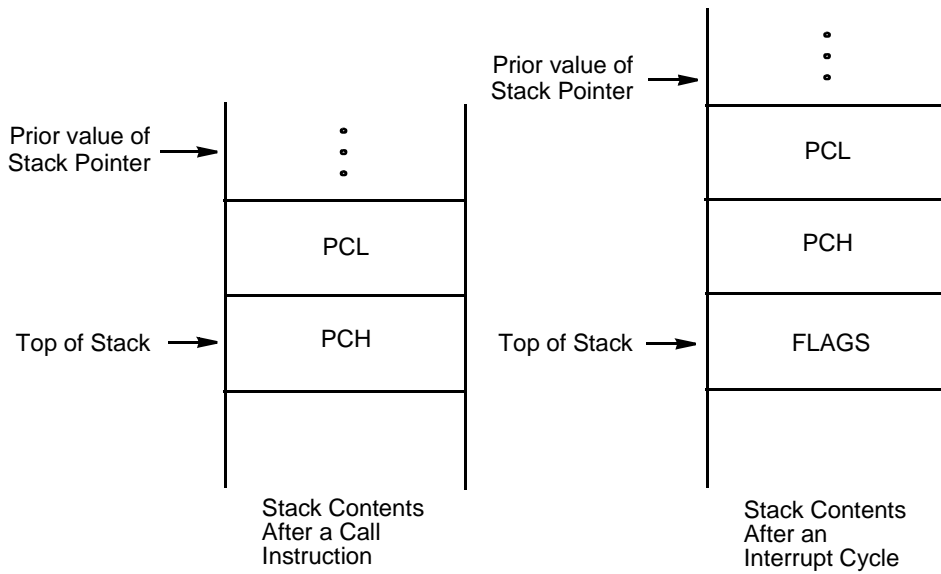 Prior value of
Stack Pointer
PCL
PCH
Top of Stack
Stack Contents
After a Call
Instruction
Prior value of
Stack Pointer
PCL
PCH
FLAGS
Top of Stack
Stack Contents
After an
Interrupt Cycle